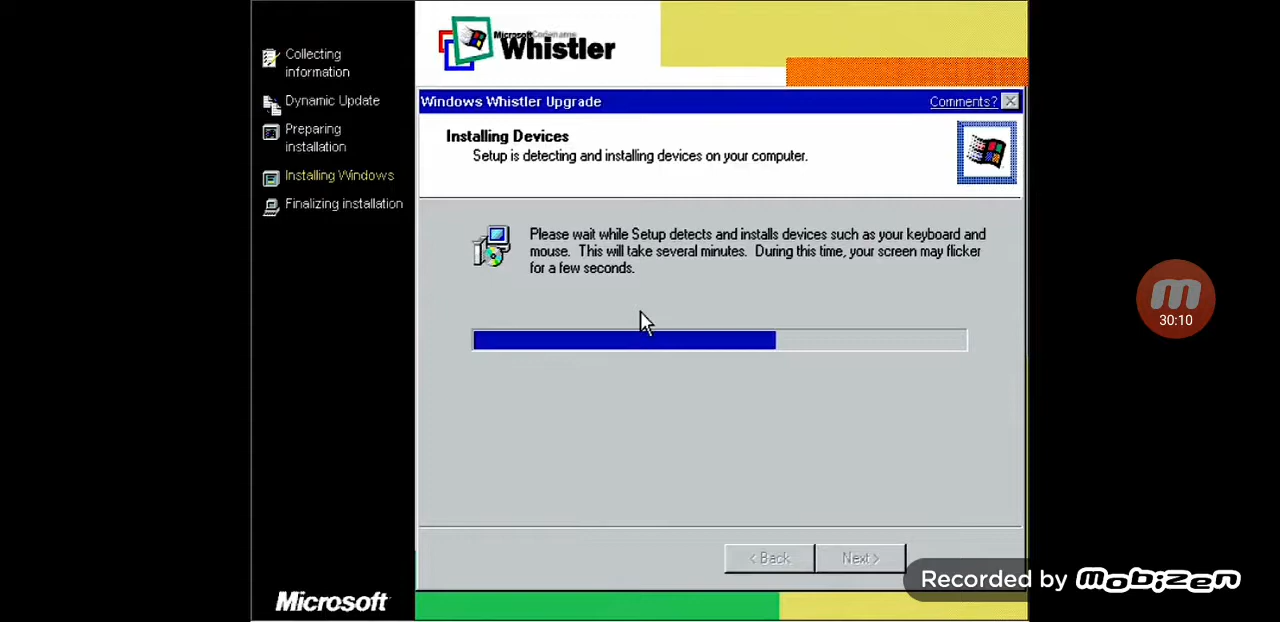 Collecting
information
Dynamic Update
Preparing
installation
Installing Windows
Finalizing installation
Microsoft
Microsoft Codename
Whistler
Windows Whistler Upgrade
Comments?
Installing Devices
Setup is detecting and installing devices on your computer.
Please wait while Setup detects and installs devices such as your keyboard and
mouse. This will take several minutes. During this time, your screen may flicker
for a few seconds.
< Back
Next >
30:10
Recorded by mobizen